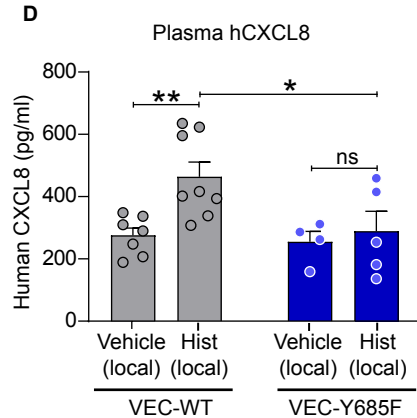 D
Plasma hCXCL8
Human CXCL8 (pg/ml)
800
600
400
200
0
**
*
ns
Vehicle Hist Vehicle Hist
(local) (local) (local) (local)
VEC-WT VEC-Y685F